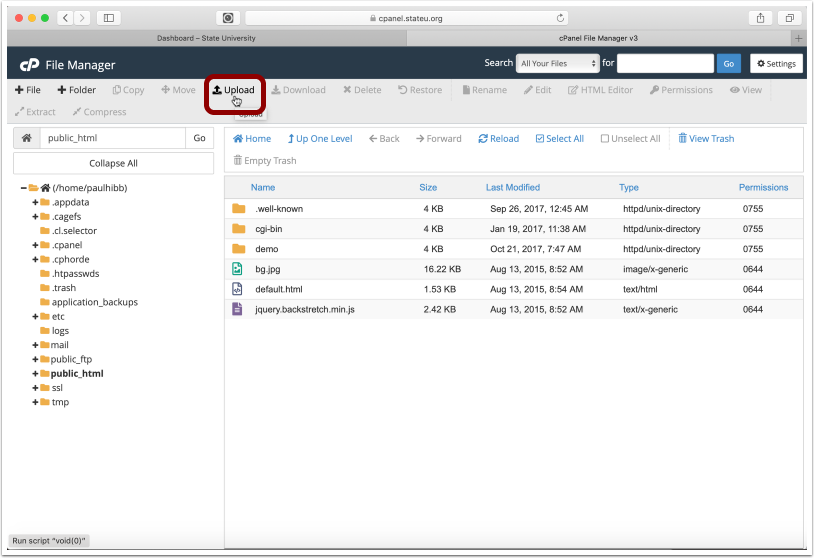 cpanel.stateu.org
Dashboard – State University
cPanel File Manager v3
cP File Manager
Search All Your Files for Go Settings
File Folder Copy Move Upload Download Delete Restore Rename Edit HTML Editor Permissions View
Upload
Extract Compress
public_html Go
Home Up One Level Back Forward Reload Select All Unselect All View Trash
Collapse All
Empty Trash
(/home/paulhibb)
.appdata
.cagefs
.cl.selector
.cpanel
.cphorde
.htpasswds
.trash
application_backups
etc
logs
mail
public_ftp
public_html
ssl
tmp
Name Size Last Modified Type Permissions
.well-known 4 KB Sep 26, 2017, 12:45 AM httpd/unix-directory 0755
cgi-bin 4 KB Jan 19, 2017, 11:38 AM httpd/unix-directory 0755
demo 4 KB Oct 21, 2017, 7:47 AM httpd/unix-directory 0755
bg.jpg 16.22 KB Aug 13, 2015, 8:52 AM image/x-generic 0644
default.html 1.53 KB Aug 13, 2015, 8:54 AM text/html 0644
jquery.backstretch.min.js 2.42 KB Aug 13, 2015, 8:52 AM text/x-generic 0644
Run script "void(0)"